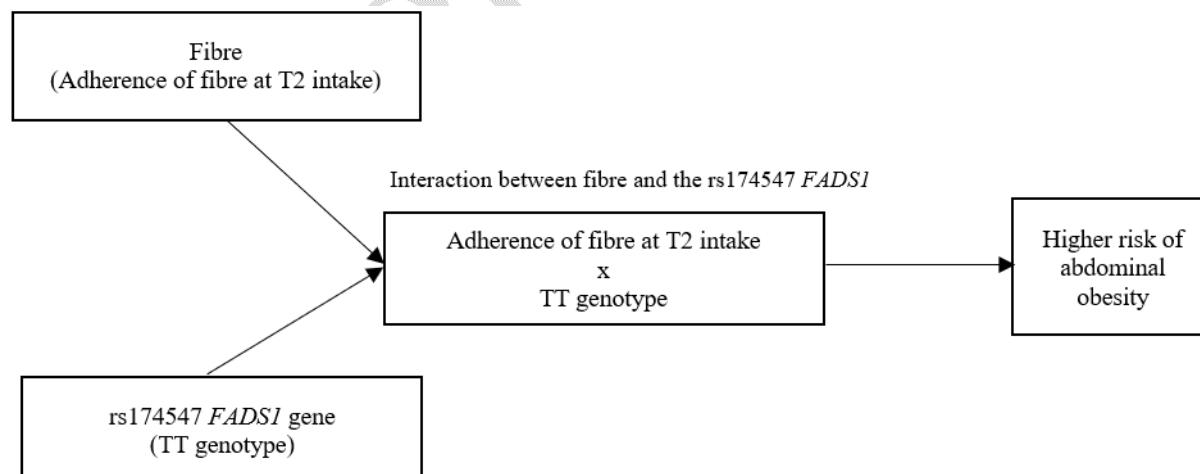 Fibre
(Adherence of fibre at T2 intake)
Interaction between fibre and the rs174547 FADS1
Adherence of fibre at T2 intake
x
TT genotype
Higher risk of
abdominal
obesity
rs174547 FADS1 gene
(TT genotype)